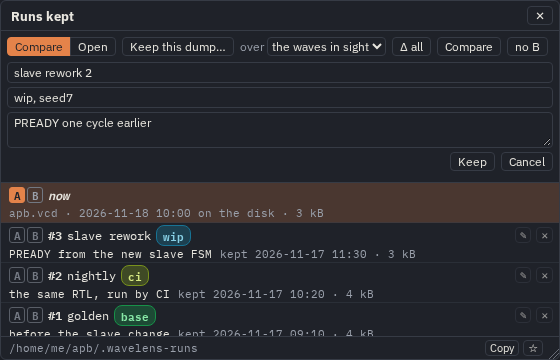 Runs kept ✕
Compare Open Keep this dump... over the waves in sight Δ all Compare no B
slave rework 2
wip, seed7
PREADY one cycle earlier
Keep Cancel
A B now
apb.vcd · 2026-11-18 10:00 on the disk · 3 kB
A B #3 slave rework wip ✎ ✕
PREADY from the new slave FSM kept 2026-11-17 11:30 · 3 kB
A B #2 nightly ci ✎ ✕
the same RTL, run by CI kept 2026-11-17 10:20 · 4 kB
A B #1 golden base ✎ ✕
before the slave change kept 2026-11-17 09:10 · 4 kB
/home/me/apb/.wavelens-runs Copy ☆